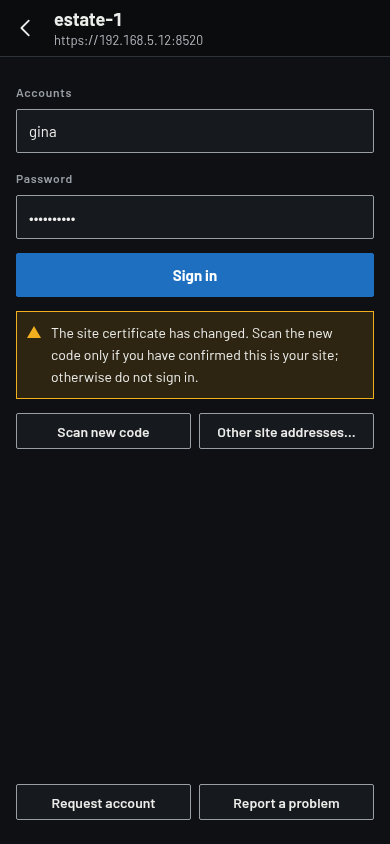 estate-1
https://192.168.5.12:8520
Accounts
gina
Password
••••••••••
Sign in
The site certificate has changed. Scan the new
code only if you have confirmed this is your site;
otherwise do not sign in.
Scan new code
Other site addresses...
Request account
Report a problem